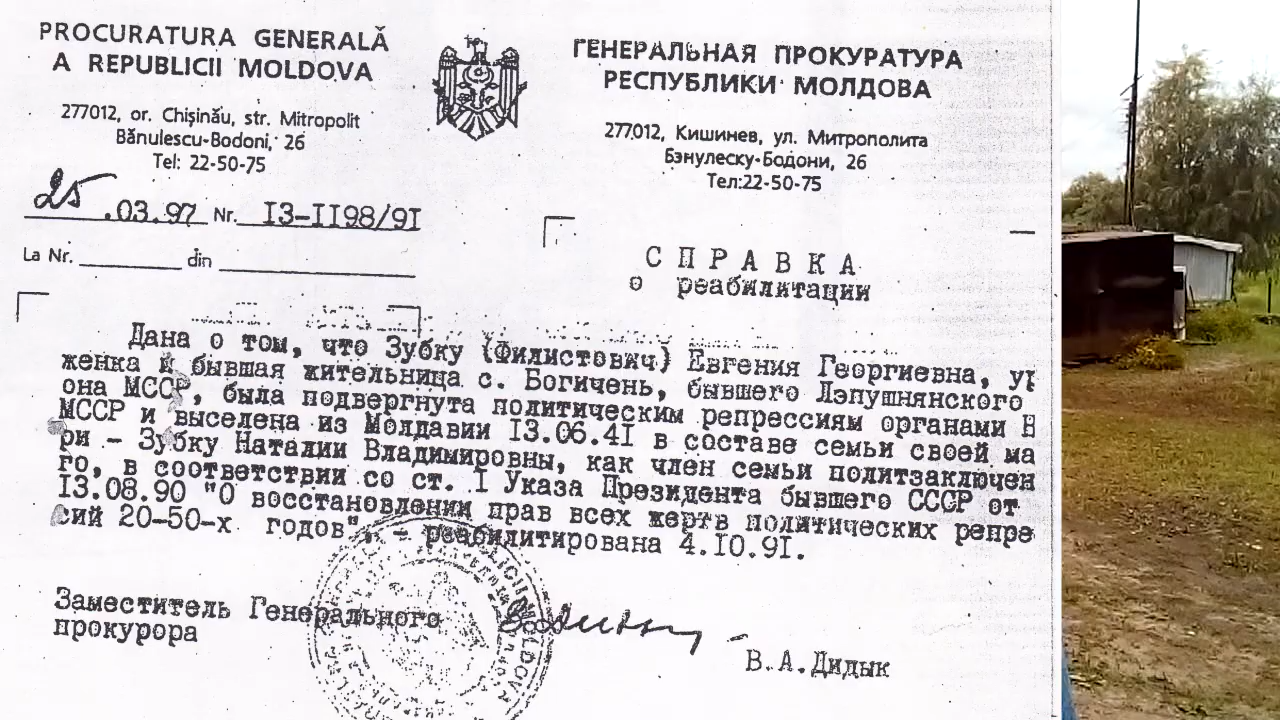 PROCURATURA GENERALĂ
A REPUBLICII MOLDOVA
277012, or. Chişinău, str. Mitropolit
Bănulescu-Bodoni, 26
Tel: 22-50-75
25.03.97 Nr. I3-II98/9I
La Nr. din
ГЕНЕРАЛЬНАЯ ПРОКУРАТУРА
РЕСПУБЛИКИ МОЛДОВА
277012, Кишинев, ул. Митрополита
Бэнулеску-Бодони, 26
Тел:22-50-75
СПРАВКА
о реабилитации
Дана о том, что Зубку (Филистович) Евгения Георгиевна, ур
женка и бывшая жительница с. Богичень, бывшего Лэпушнянского
она МССР, была подвергнута политическим репрессиям органами Н
МССР и выселена из Молдавии I3.06.4I в составе семьи своей ма
ри - Зубку Наталии Владимировны, как член семьи политзаключен
го, в соответствии со ст. I Указа Президента бывшего СССР от
I3.08.90 "О восстановлении прав всех жертв политических репре
сий 20-50-х годов", - реабилитирована 4.I0.9I.
Заместитель Генерального
прокурора
В.А.Дидык